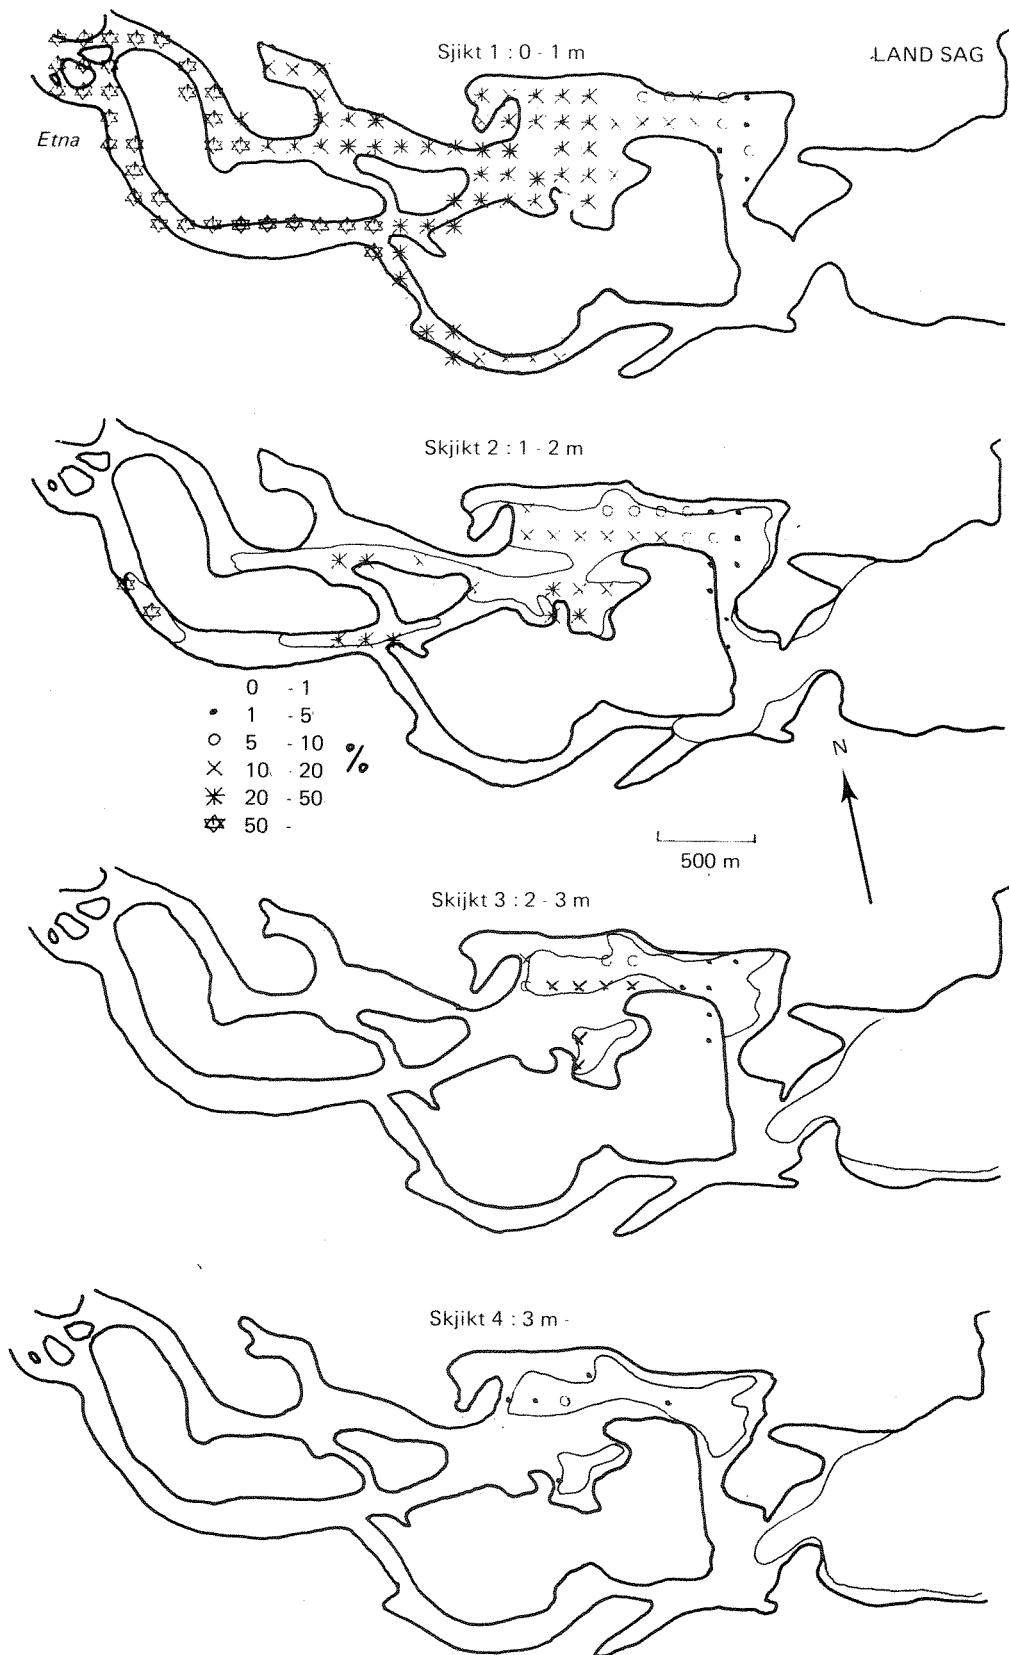 Sjikt 1 : 0 - 1 m
LAND SAG
Etna
Skjikt 2 : 1 - 2 m
0 - 1
1 - 5
5 - 10
10 - 20
20 - 50
50 -
%
N
500 m
Skijkt 3 : 2 - 3 m
Skjikt 4 : 3 m -